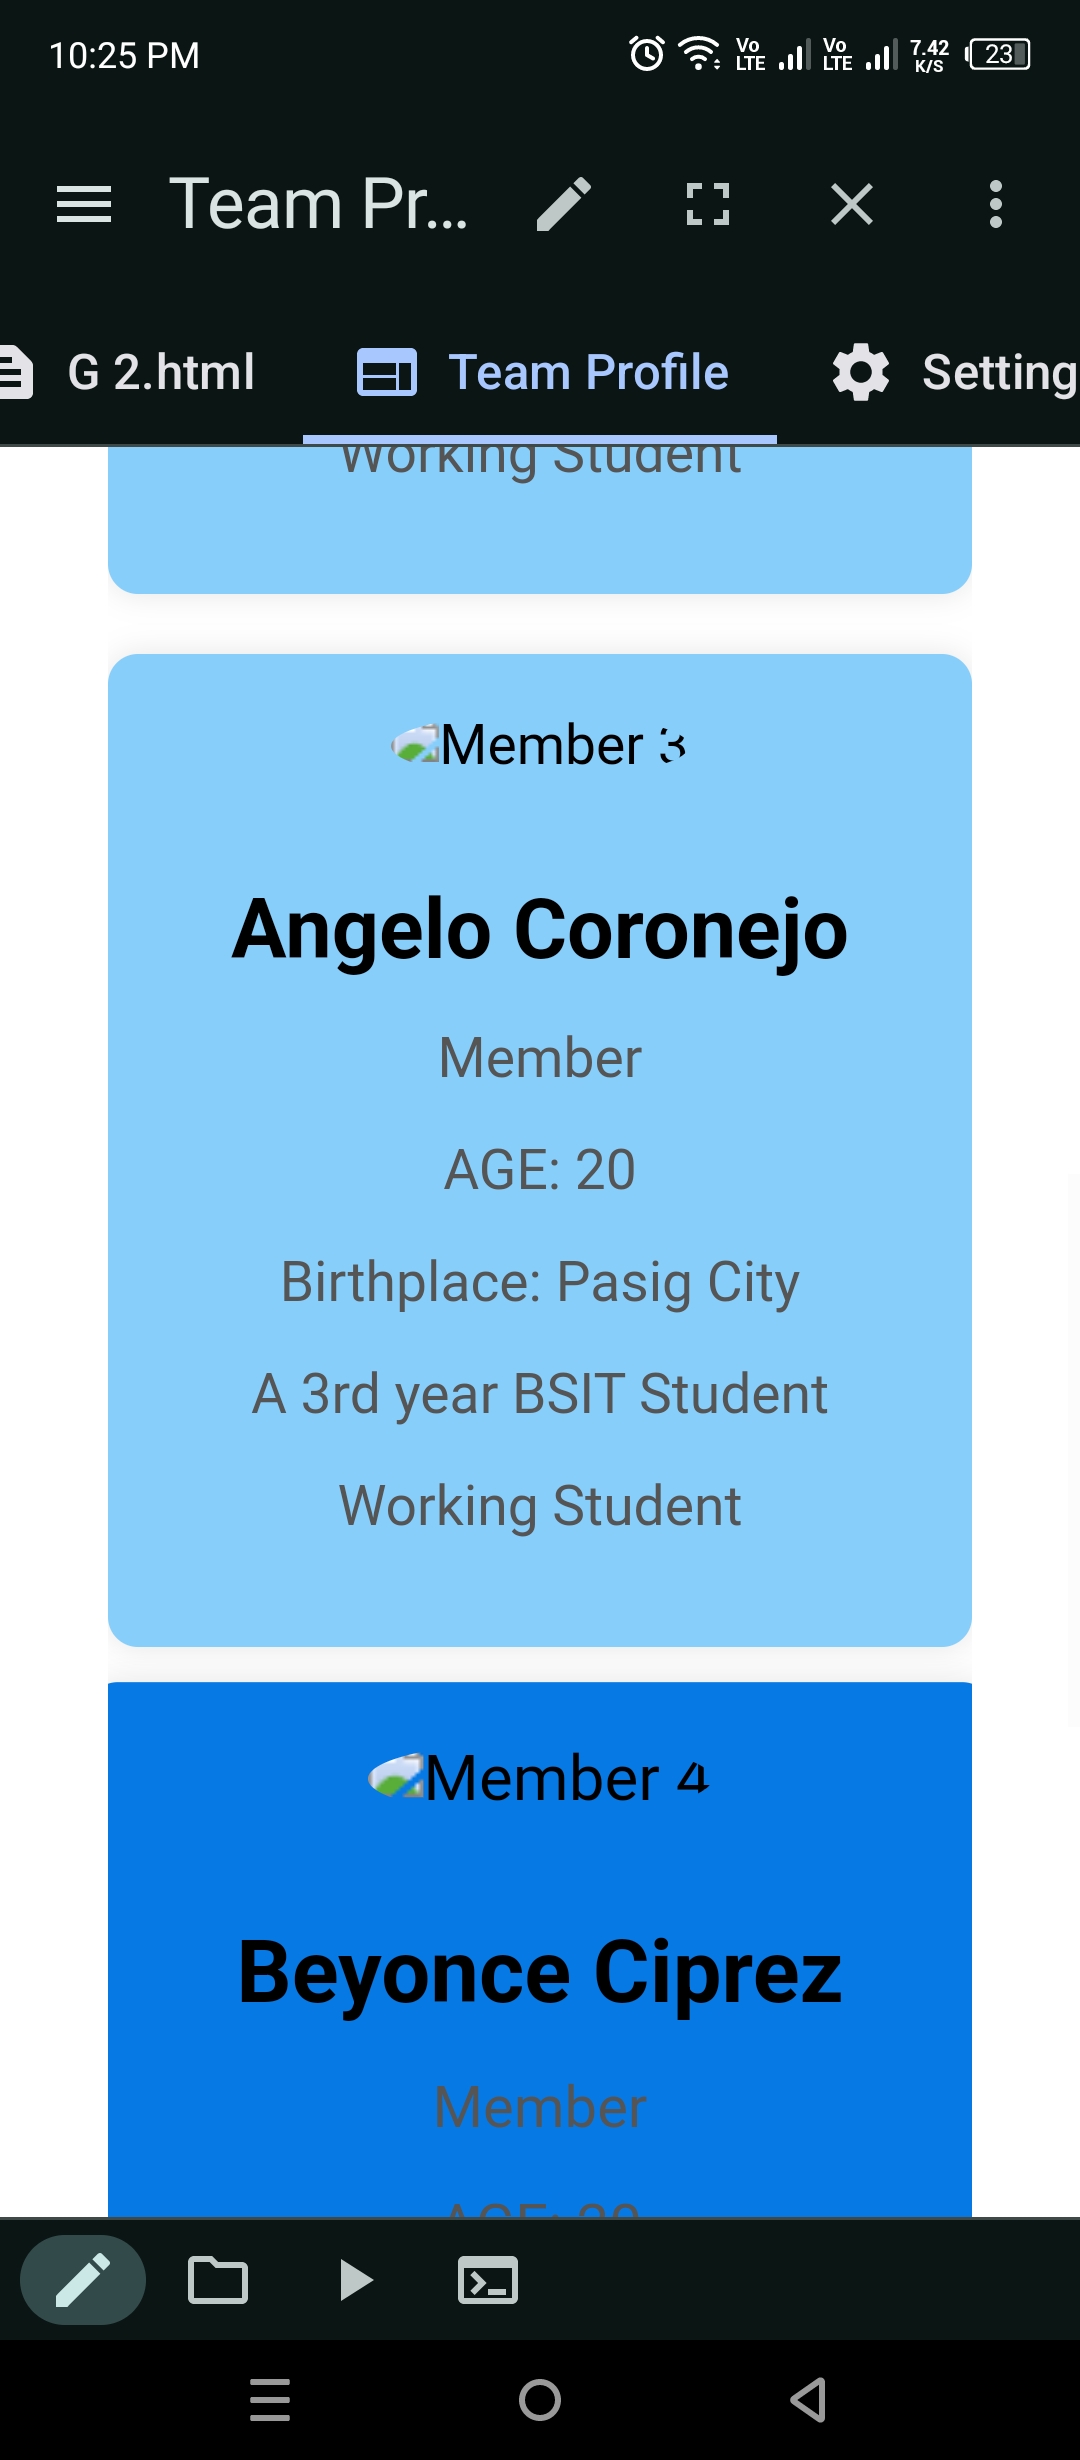 10:25 PM
Vo LTE Vo LTE 7.42 K/S 23
Team Pr...
G 2.html Team Profile Setting
Working Student
Member 3
Angelo Coronejo
Member
AGE: 20
Birthplace: Pasig City
A 3rd year BSIT Student
Working Student
Member 4
Beyonce Ciprez
Member
AGE: 20